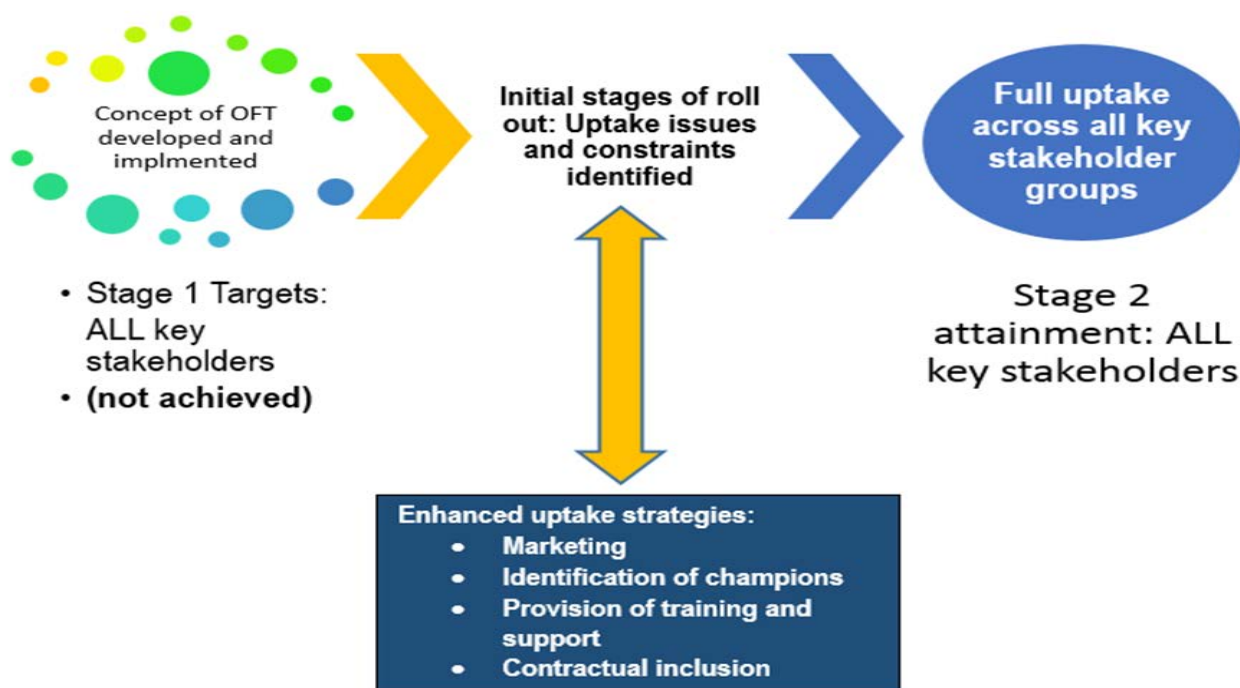 Concept of OFT
developed and
implmented
Initial stages of roll
out: Uptake issues
and constraints
identified
Full uptake
across all key
stakeholder
groups
• Stage 1 Targets:
ALL key
stakeholders
• (not achieved)
Stage 2
attainment: ALL
key stakeholders
Enhanced uptake strategies:
• Marketing
• Identification of champions
• Provision of training and
support
• Contractual inclusion